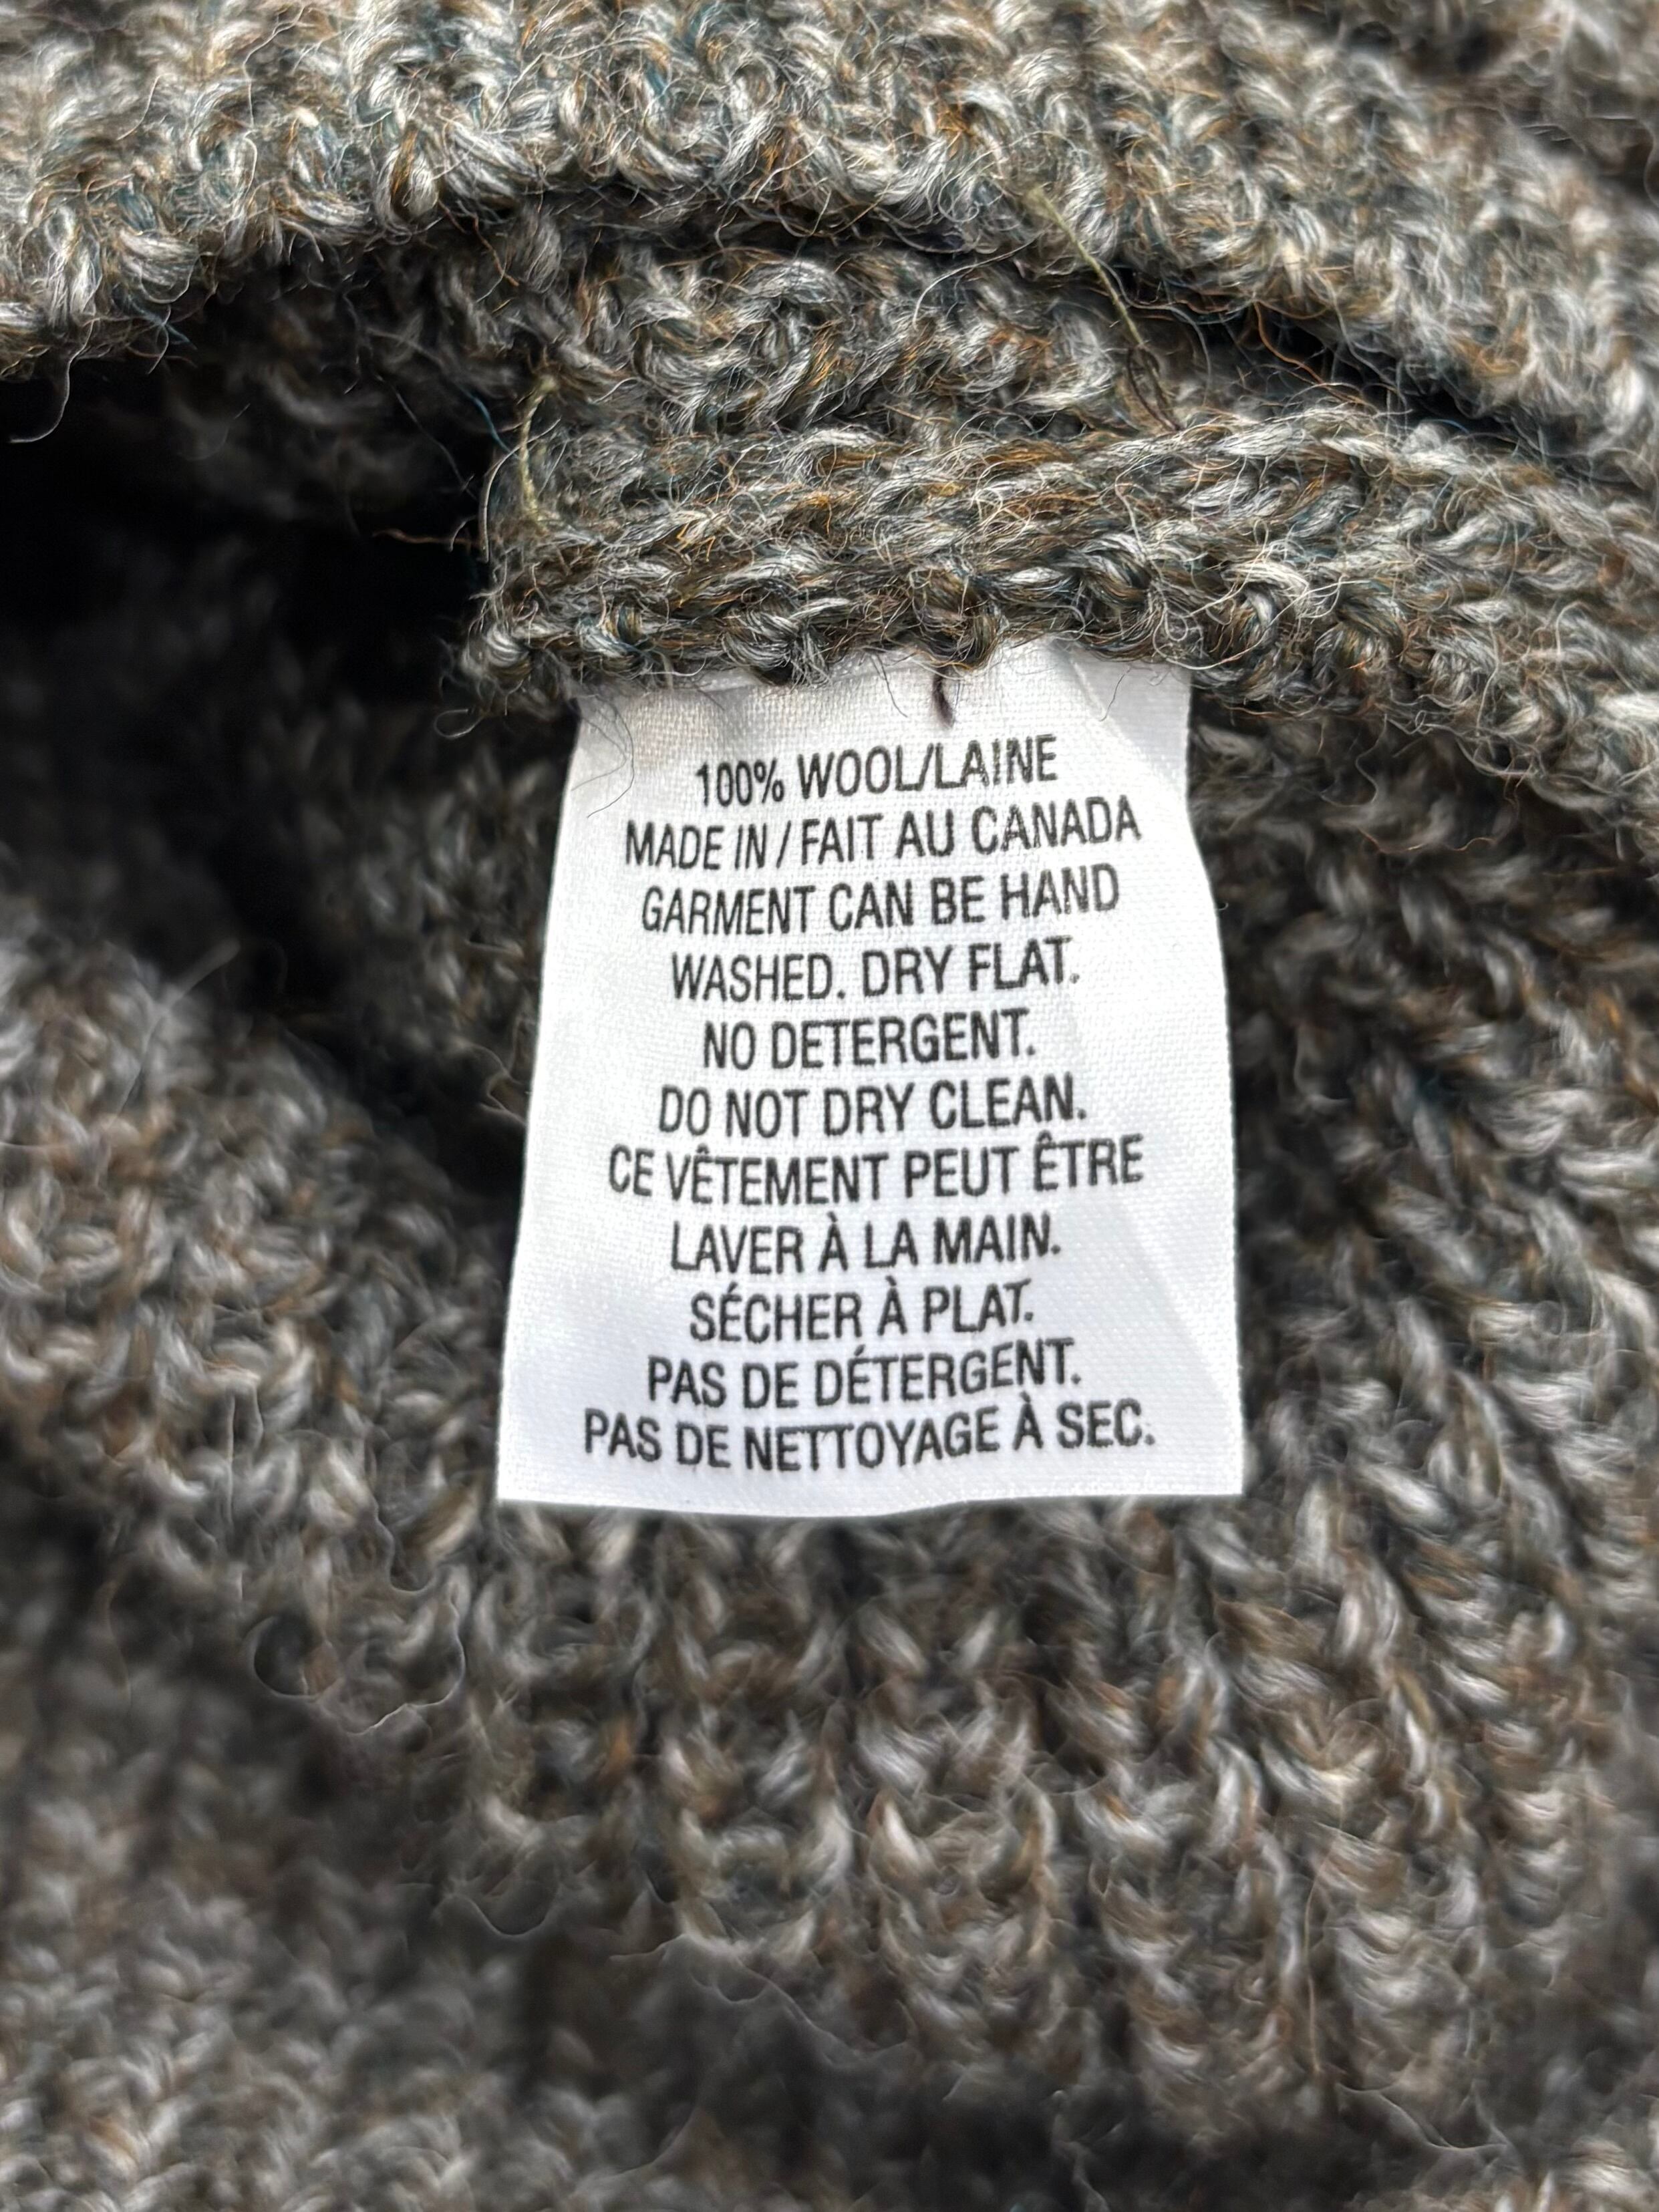 100% WOOL/LAINE
MADE IN / FAIT AU CANADA
GARMENT CAN BE HAND
WASHED. DRY FLAT.
NO DETERGENT.
DO NOT DRY CLEAN.
CE VÊTEMENT PEUT ÊTRE
LAVER À LA MAIN.
SÉCHER À PLAT.
PAS DE DÉTERGENT.
PAS DE NETTOYAGE À SEC.